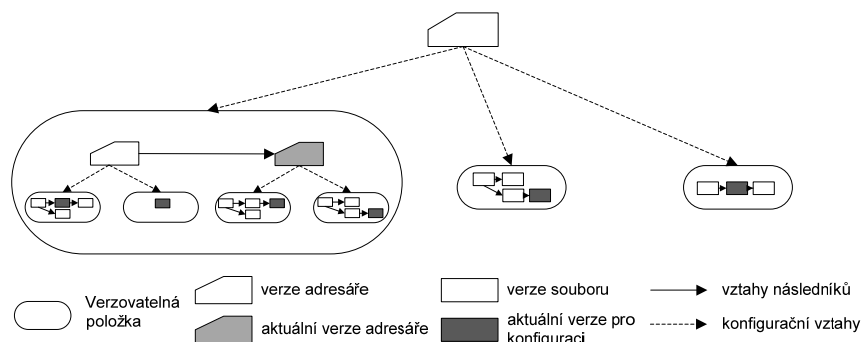 Verzovatelná
položka
verze adresáře
aktuální verze adresáře
verze souboru
aktuální verze pro
konfiguraci
vztahy následníků
konfigurační vztahy